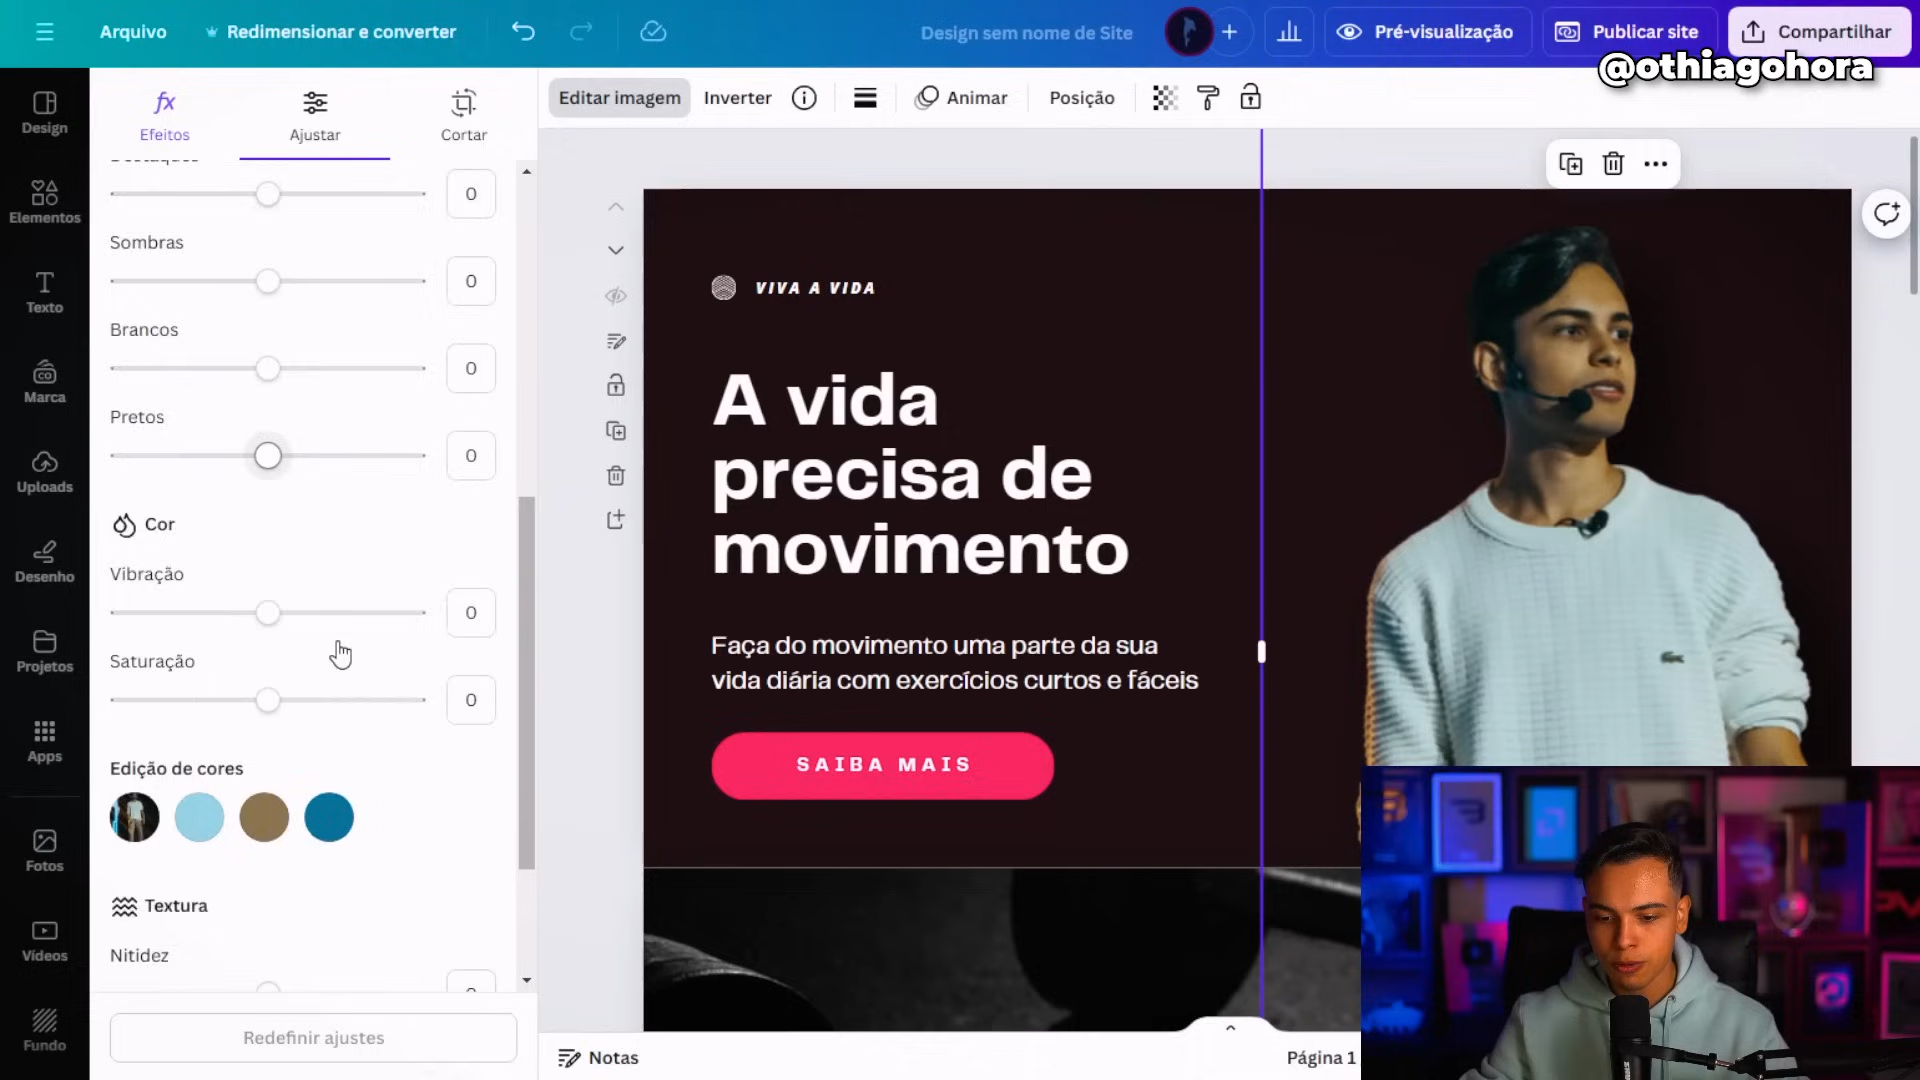 Arquivo
Redimensionar e converter
Design sem nome de Site
Pré-visualização
Publicar site
Compartilhar
@othiagohora
Design
Elementos
Texto
Marca
Uploads
Desenho
Projetos
Apps
Fotos
Vídeos
Fundo
Efeitos
Ajustar
Cortar
Destaques
0
Sombras
0
Brancos
0
Pretos
0
Cor
Vibração
0
Saturação
0
Edição de cores
Textura
Nitidez
0
Redefinir ajustes
Editar imagem
Inverter
Animar
Posição
VIVA A VIDA
A vida
precisa de
movimento
Faça do movimento uma parte da sua
vida diária com exercícios curtos e fáceis
SAIBA MAIS
Notas
Página 1